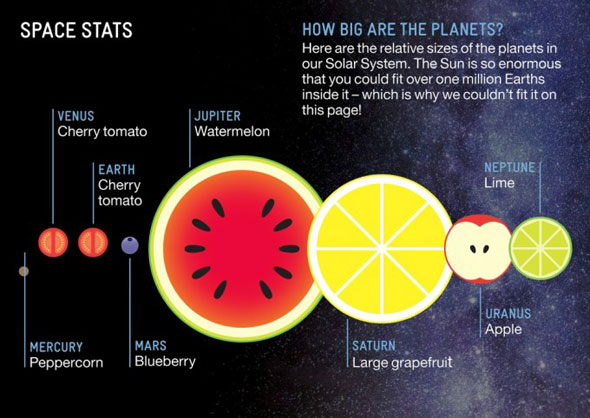 SPACE STATS
HOW BIG ARE THE PLANETS?
Here are the relative sizes of the planets in
our Solar System. The Sun is so enormous
that you could fit over one million Earths
inside it – which is why we couldn't fit it on
this page!
VENUS
Cherry tomato
JUPITER
Watermelon
EARTH
Cherry
tomato
NEPTUNE
Lime
MERCURY
Peppercorn
MARS
Blueberry
SATURN
Large grapefruit
URANUS
Apple